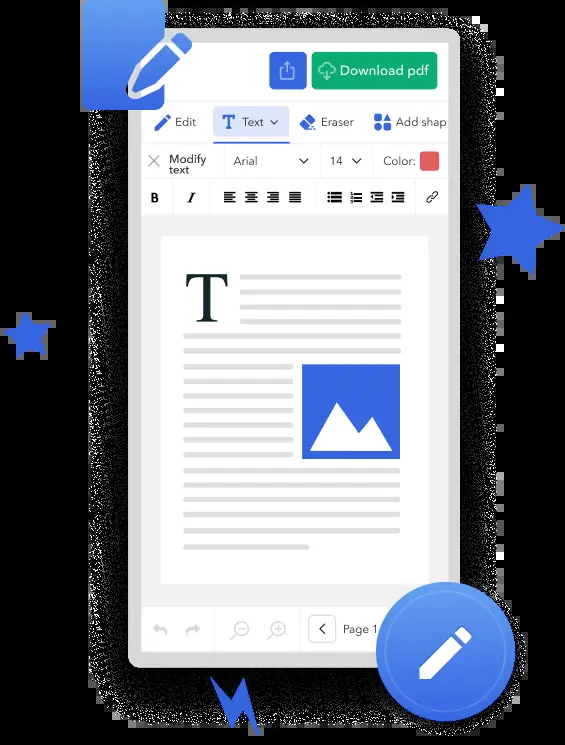 Download pdf
Edit Text Eraser Add shap
Modify text Arial 14 Color:
B I
T
Page 1